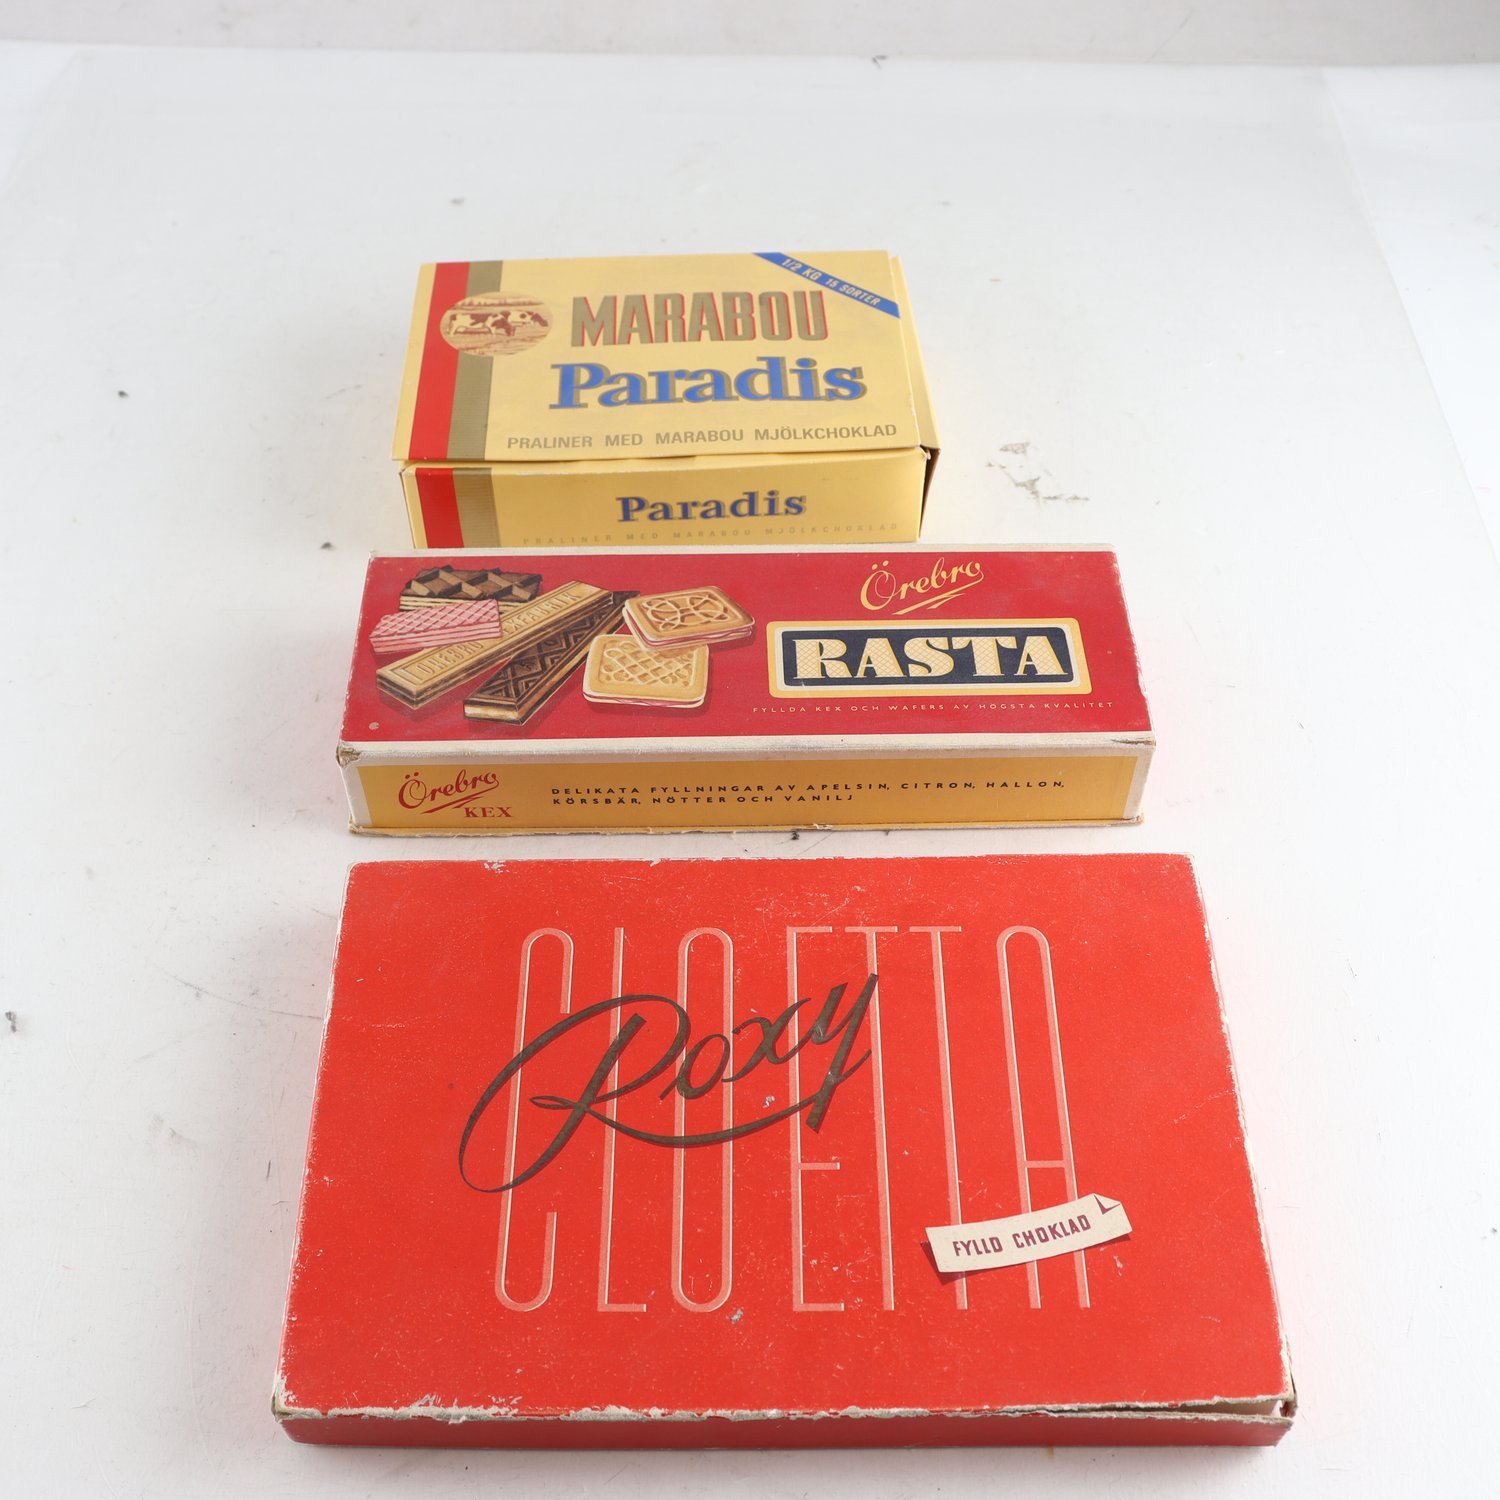 1/2 KG 15 SORTER
MARABOU
Paradis
PRALINER MED MARABOU MJÖLKCHOKLAD
Paradis
PRALINER MED MARABOU MJÖLKCHOKLAD
Örebro
RASTA
FYLLDA KEX OCH WAFERS AV HÖGSTA KVALITET
Örebro
KEX
DELIKATA FYLLNINGAR AV APELSIN, CITRON, HALLON,
KÖRSBÄR, NÖTTER OCH VANILJ
CLOETTA
Roxy
FYLLD CHOKLAD